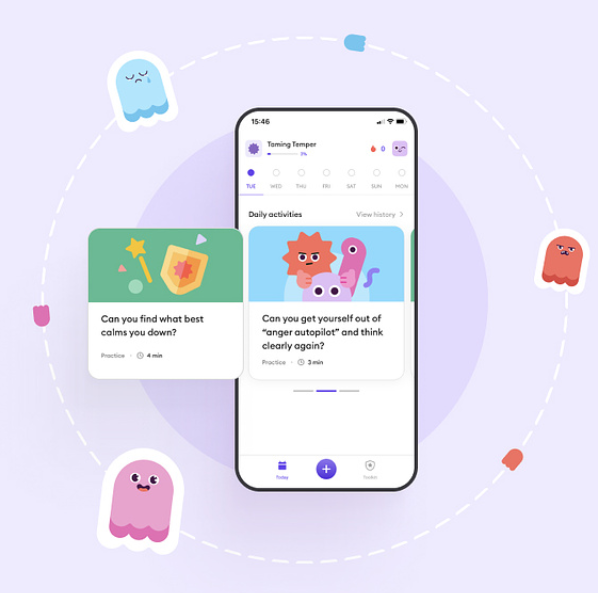 15:46
Taming Temper
0
TUE WED THU FRI SAT SUN MON
Daily activities View history
Can you find what best
calms you down?
Practice · 4 min
Can you get yourself out of
“anger autopilot” and think
clearly again?
Practice · 3 min
Today Toolkit